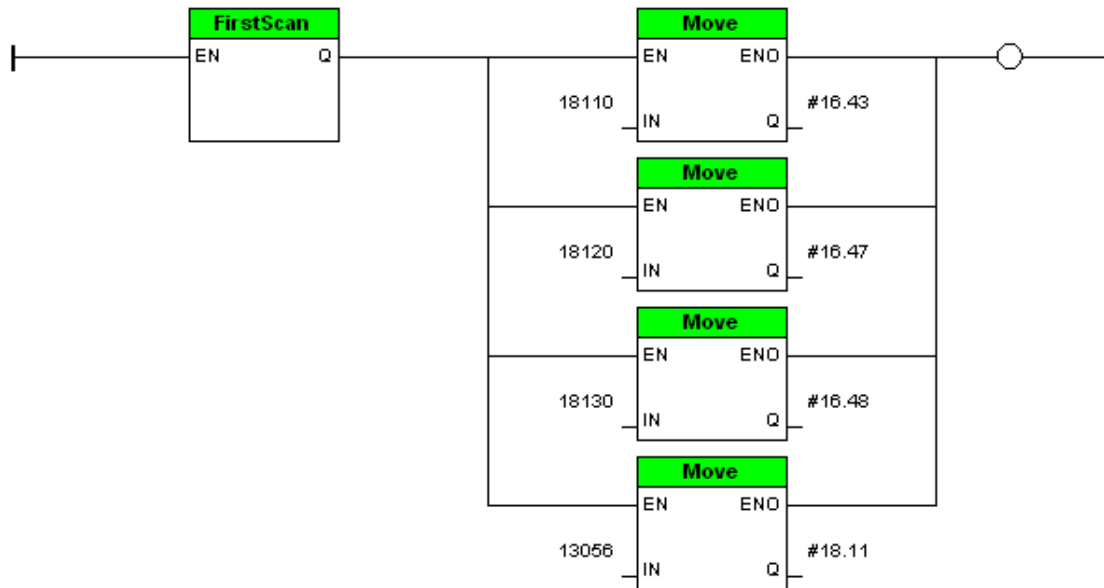 FirstScan
EN Q
Move
EN ENO
18110 #16.43
IN Q
Move
EN ENO
18120 #16.47
IN Q
Move
EN ENO
18130 #16.48
IN Q
Move
EN ENO
13056 #18.11
IN Q